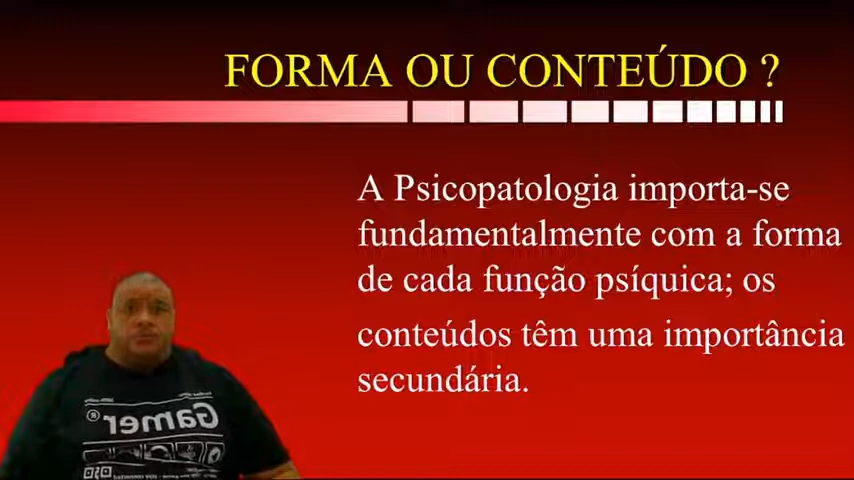 FORMA OU CONTEÚDO ?
A Psicopatologia importa-se
fundamentalmente com a forma
de cada função psíquica; os
conteúdos têm uma importância
secundária.
Gamer ®